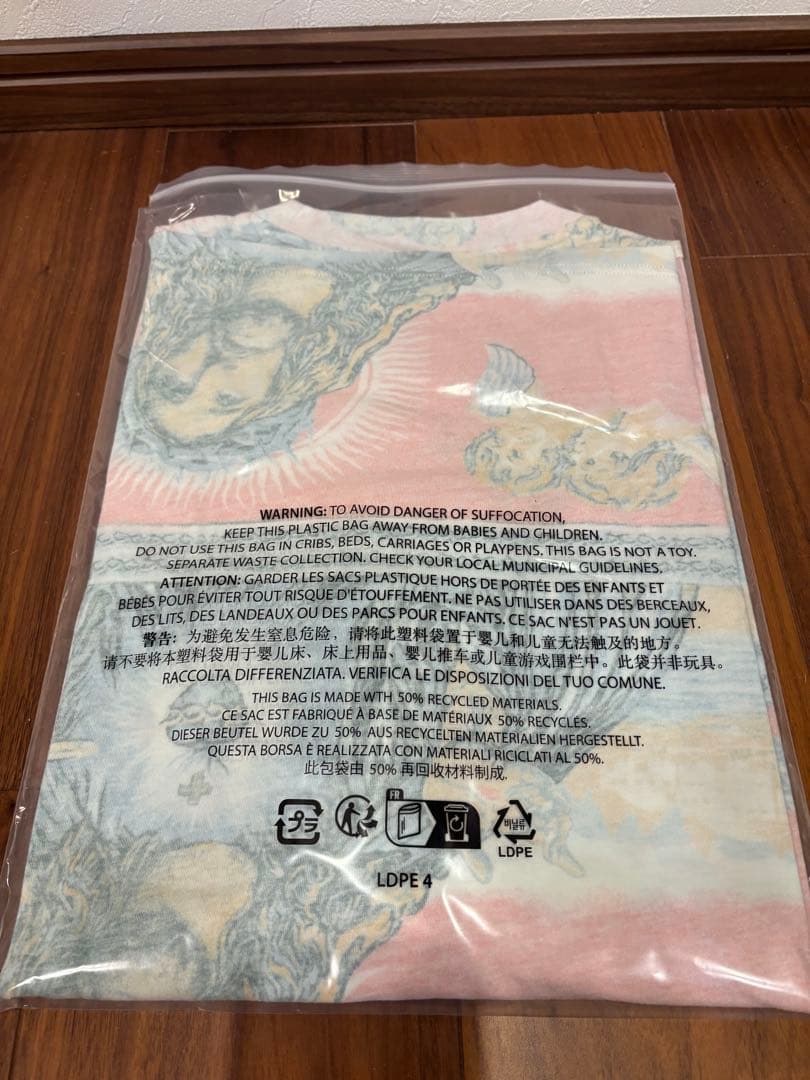 WARNING: TO AVOID DANGER OF SUFFOCATION,
KEEP THIS PLASTIC BAG AWAY FROM BABIES AND CHILDREN.
DO NOT USE THIS BAG IN CRIBS, BEDS, CARRIAGES OR PLAYPENS. THIS BAG IS NOT A TOY.
SEPARATE WASTE COLLECTION. CHECK YOUR LOCAL MUNICIPAL GUIDELINES.
ATTENTION: GARDER LES SACS PLASTIQUE HORS DE PORTÉE DES ENFANTS ET
BÉBÉS POUR ÉVITER TOUT RISQUE D'ÉTOUFFEMENT. NE PAS UTILISER DANS DES BERCEAUX,
DES LITS, DES LANDEAUX OU DES PARCS POUR ENFANTS. CE SAC N'EST PAS UN JOUET.
警告：为避免发生窒息危险，请将此塑料袋置于婴儿和儿童无法触及的地方。
请不要将本塑料袋用于婴儿床、床上用品、婴儿推车或儿童游戏围栏中。此袋并非玩具。
RACCOLTA DIFFERENZIATA. VERIFICA LE DISPOSIZIONI DEL TUO COMUNE.
THIS BAG IS MADE WTH 50% RECYCLED MATERIALS.
CE SAC EST FABRIQUÉ À BASE DE MATÉRIAUX 50% RECYCLÉS.
DIESER BEUTEL WURDE ZU 50% AUS RECYCELTEN MATERIALIEN HERGESTELLT.
QUESTA BORSA È REALIZZATA CON MATERIALI RICICLATI AL 50%.
此包袋由 50% 再回收材料制成.
プラ
FR
비닐류
LDPE
LDPE 4